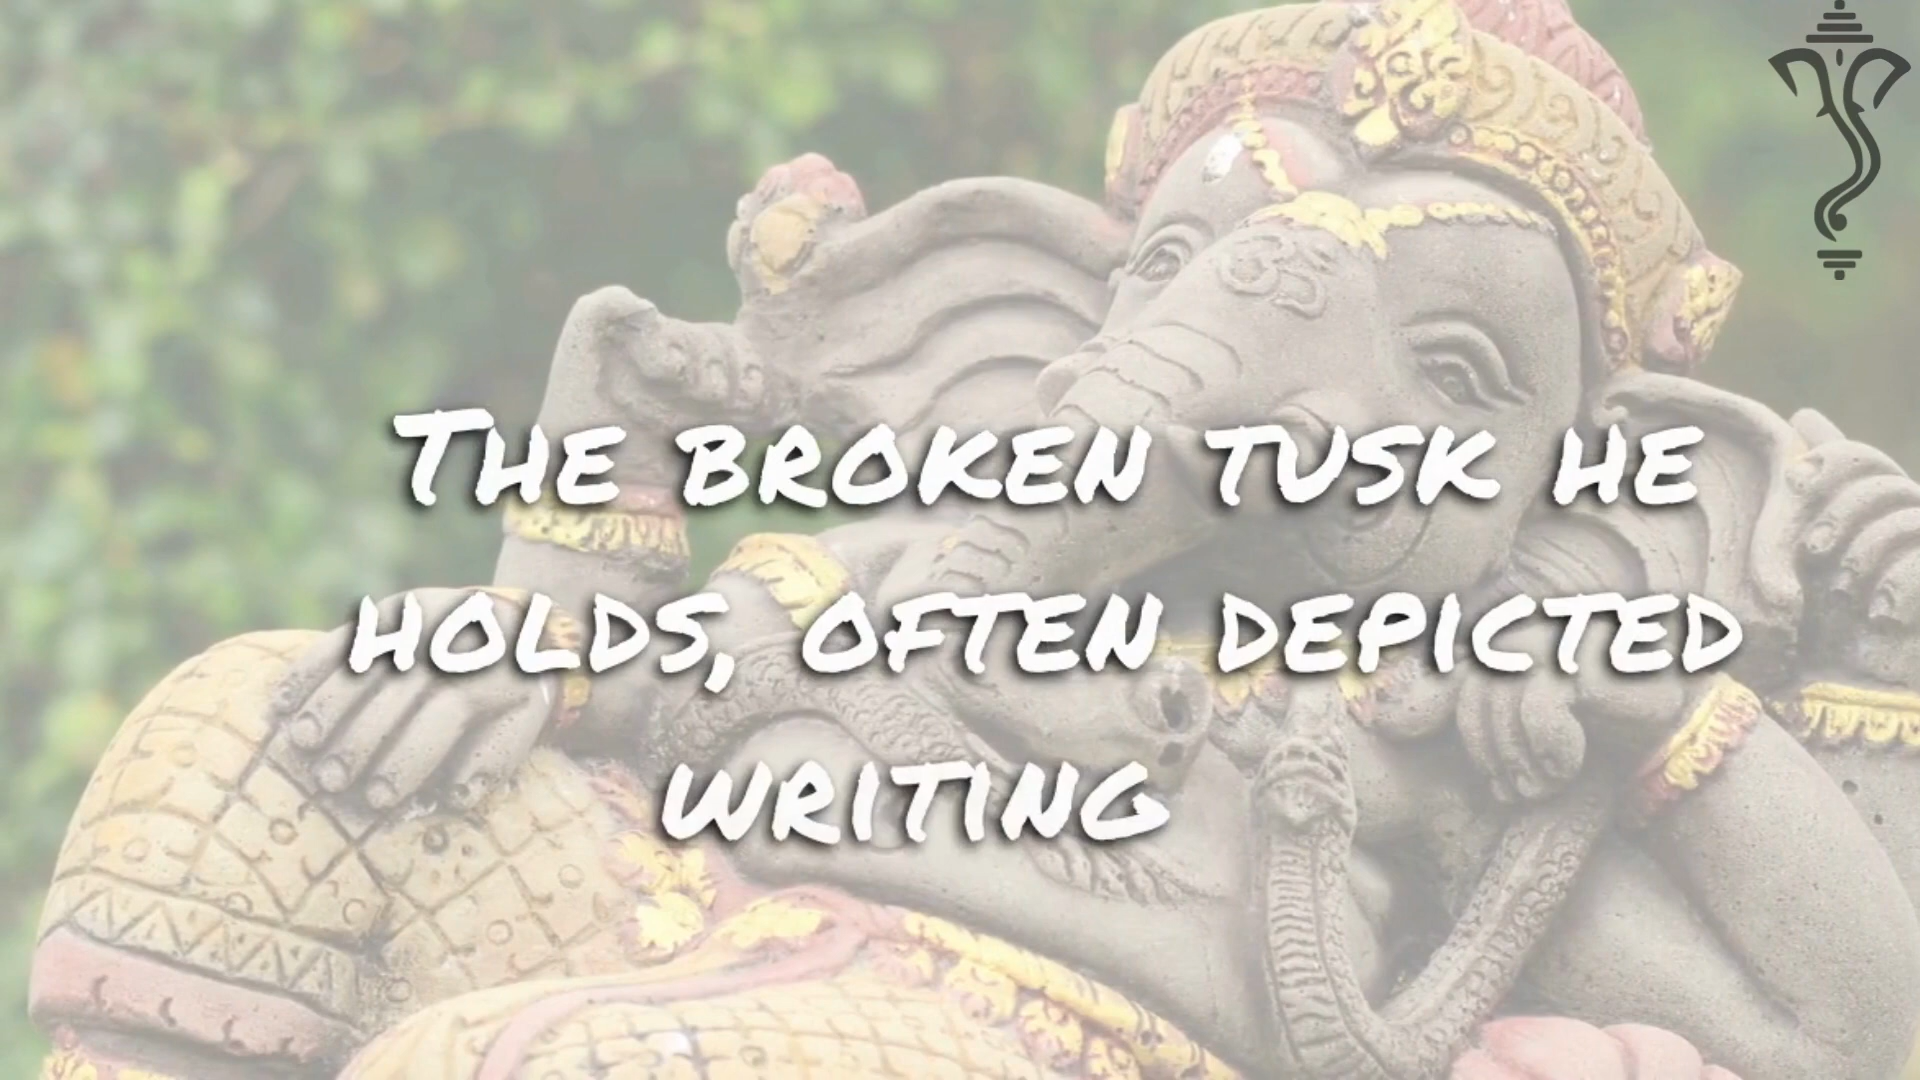 The broken tusk he
holds, often depicted
writing